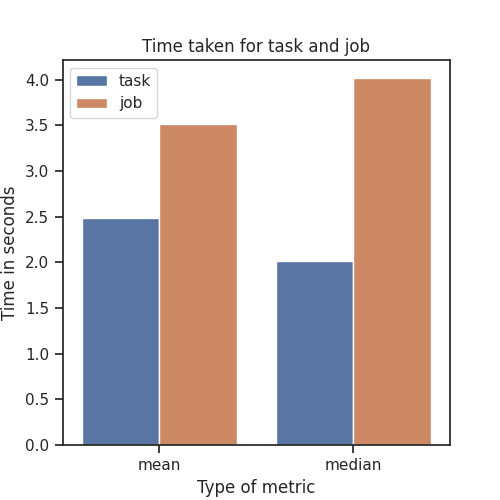 Time taken for task and job
task
job
4.0
3.5
3.0
2.5
2.0
1.5
1.0
0.5
0.0
Time in seconds
mean
median
Type of metric